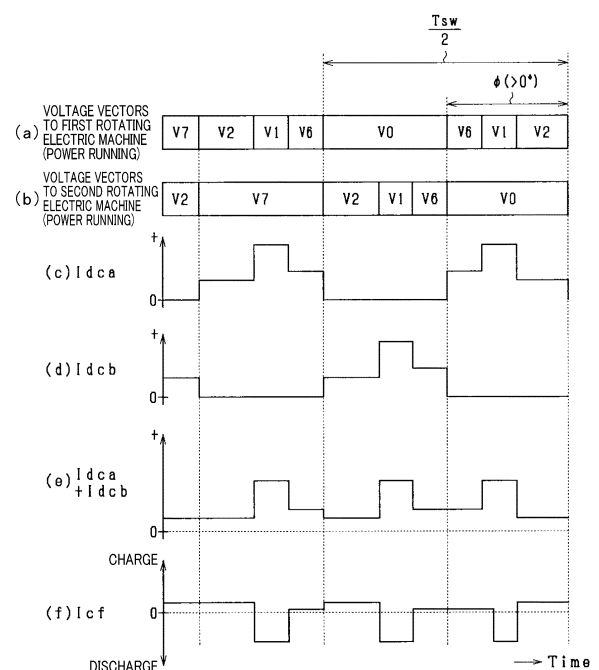 Tsw
2
ϕ(>0°)
(a) VOLTAGE VECTORS
TO FIRST ROTATING
ELECTRIC MACHINE
(POWER RUNNING)
V7 V2 V1 V6 V0 V6 V1 V2
(b) VOLTAGE VECTORS
TO SECOND ROTATING
ELECTRIC MACHINE
(POWER RUNNING)
V2 V7 V2 V1 V6 V0
+
(c)Idca
0
+
(d)Idcb
0
+
(e) Idca
+Idcb
0
CHARGE
(f)Icf 0
DISCHARGE
Time